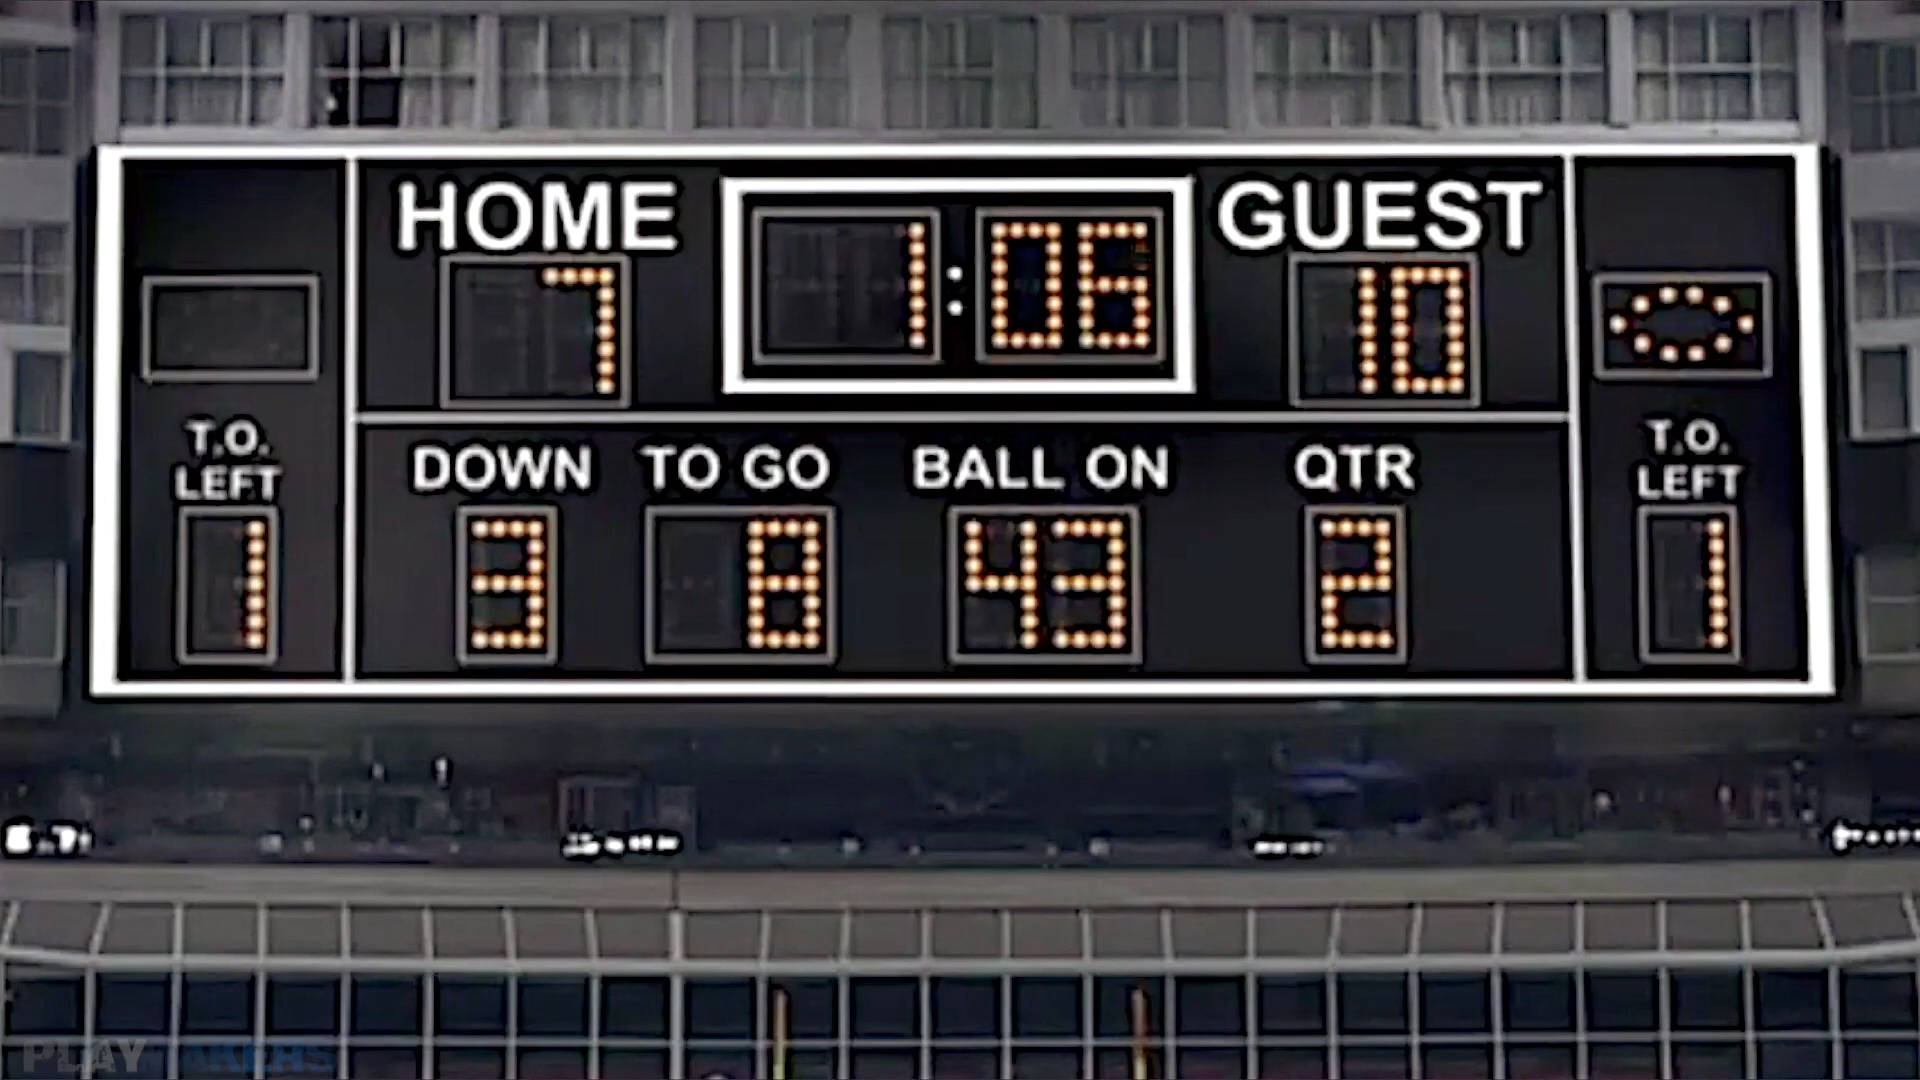 HOME 1:06 GUEST
7 10
T.O. LEFT
DOWN TO GO BALL ON QTR
T.O. LEFT
1 3 8 43 2 1
PLAYMAKERS